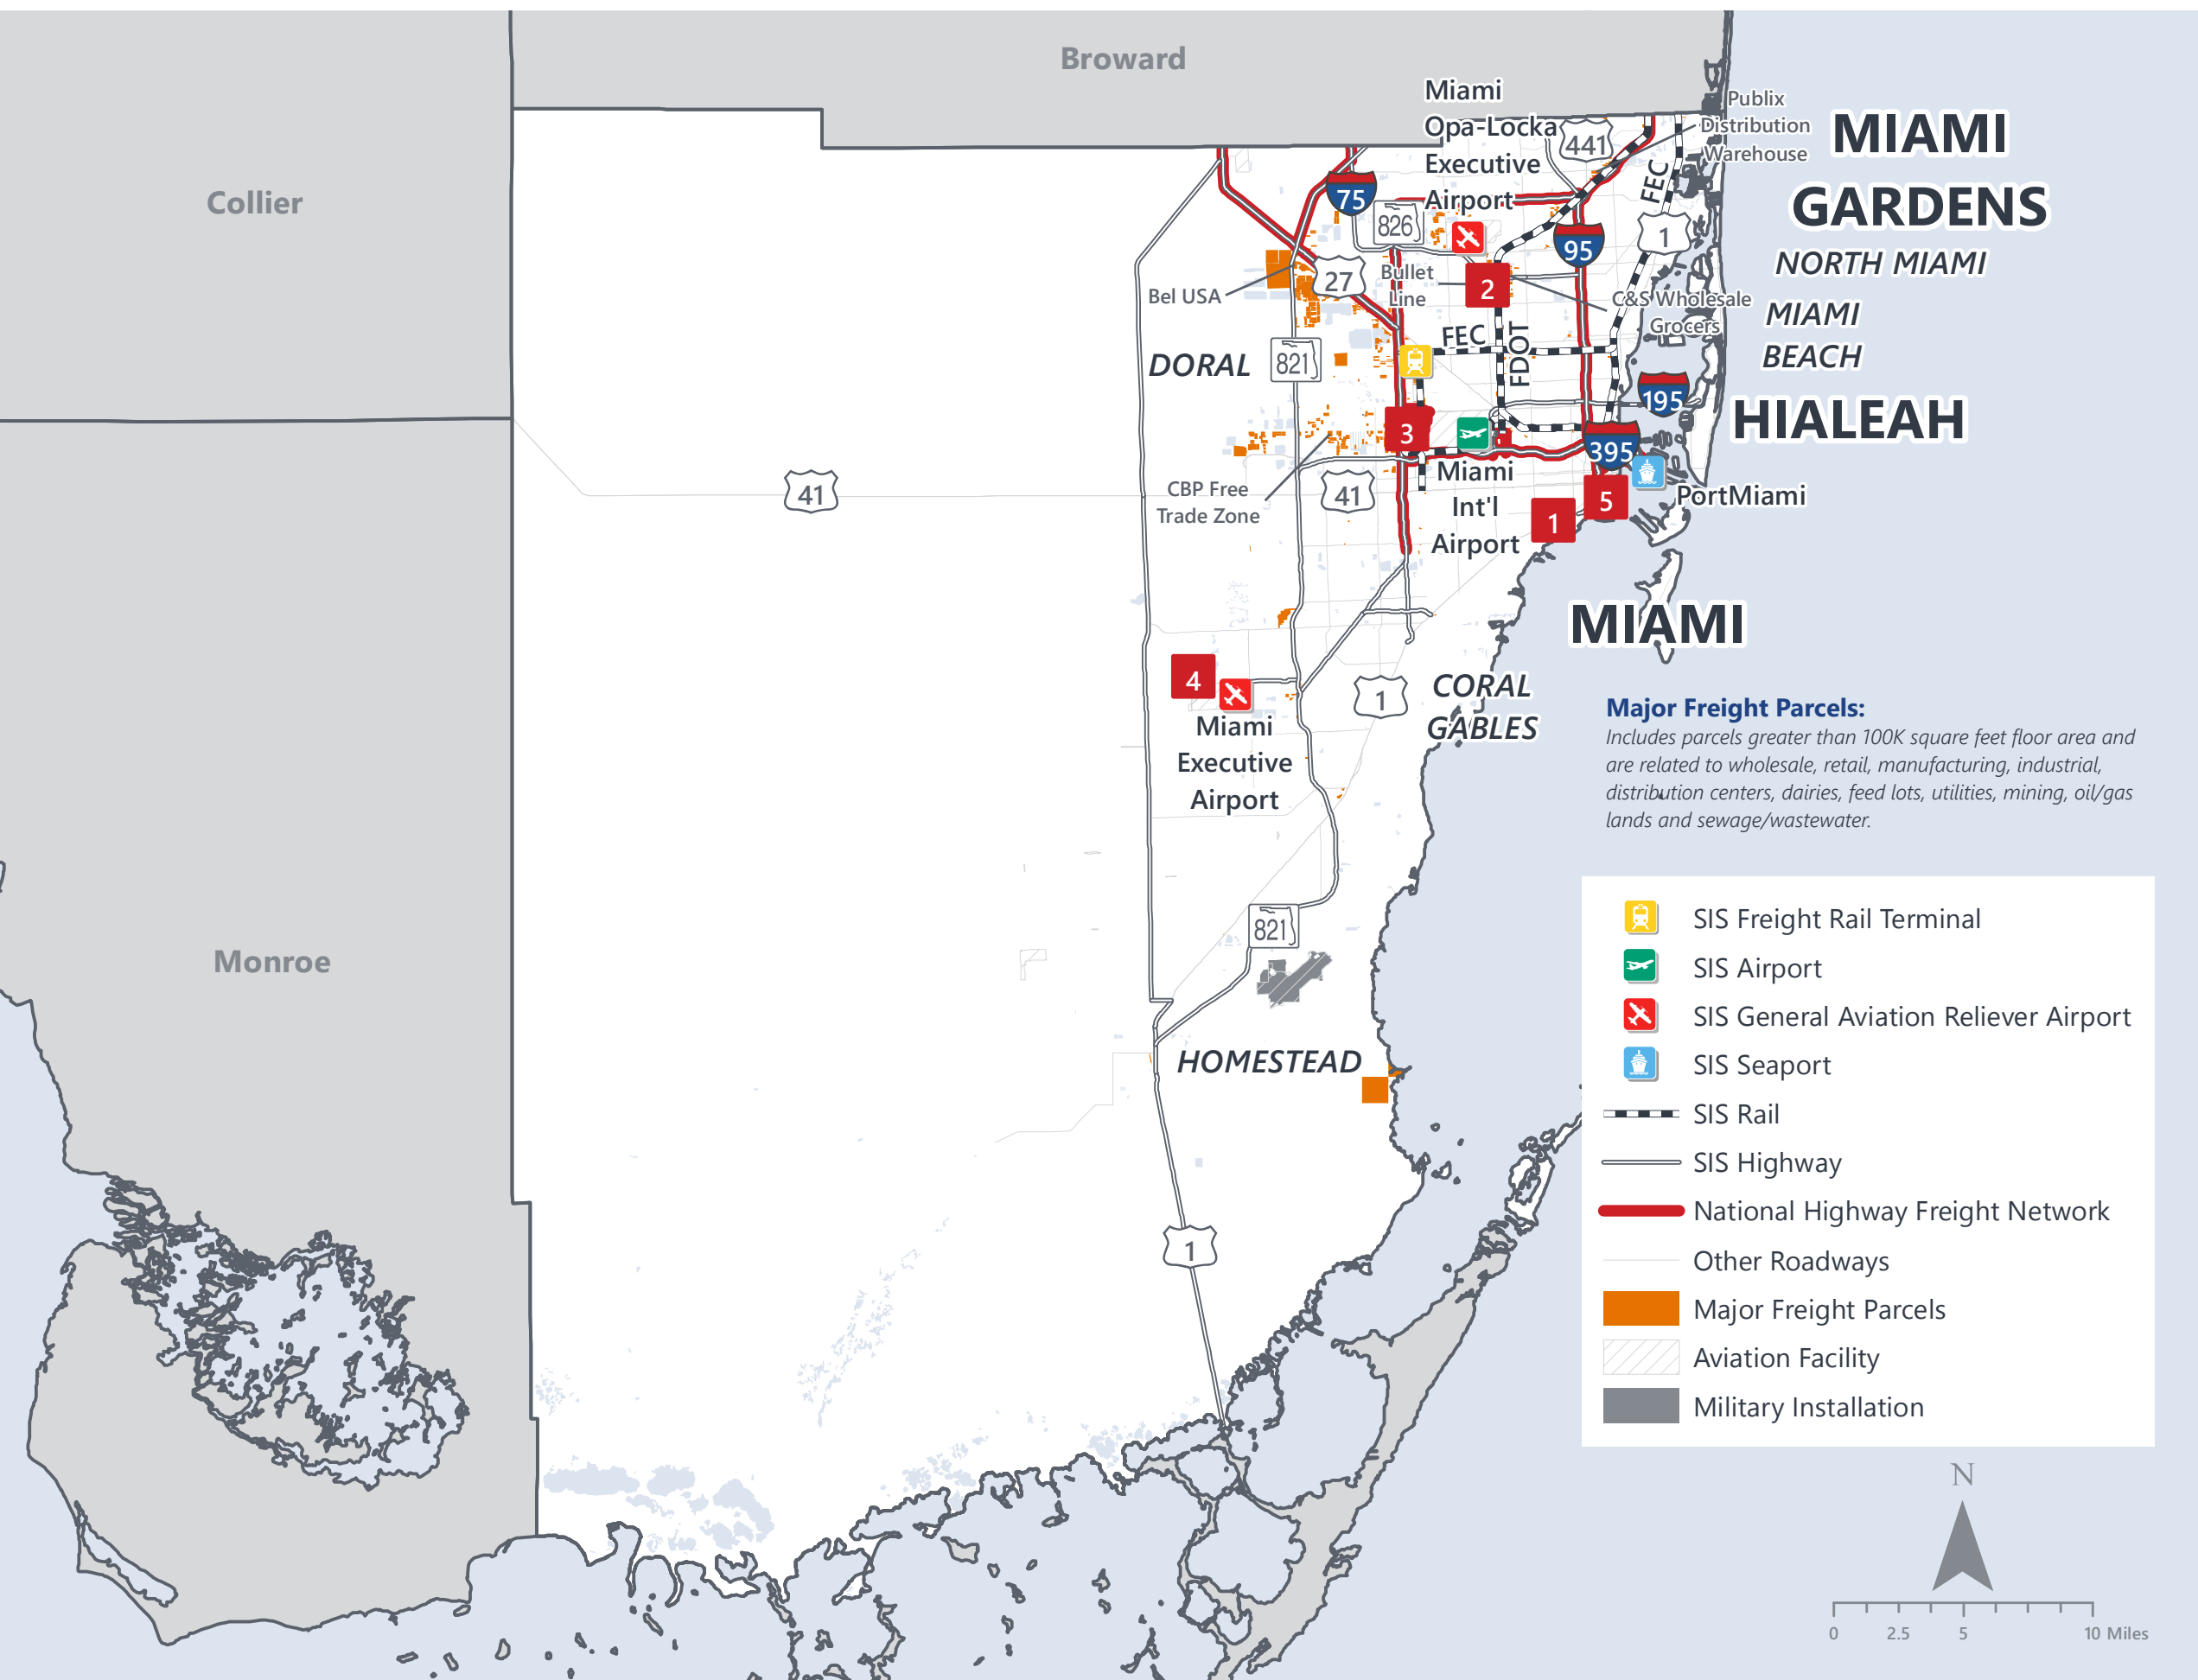 Broward
Collier
Monroe
Miami
Opa-Locka
Executive
Airport
441
Publix
Distribution
Warehouse
MIAMI
GARDENS
NORTH MIAMI
MIAMI
BEACH
HIALEAH
75
826
FEC
95
1
27
Bel USA
Bullet
Line
2
C&S Wholesale
Grocers
FEC
FDOT
DORAL
821
195
3
395
41
41
CBP Free
Trade Zone
Miami
Int'l
Airport
1
5
PortMiami
MIAMI
4
Miami
Executive
Airport
1
CORAL
GABLES
821
HOMESTEAD
1
Major Freight Parcels:
Includes parcels greater than 100K square feet floor area and
are related to wholesale, retail, manufacturing, industrial,
distribution centers, dairies, feed lots, utilities, mining, oil/gas
lands and sewage/wastewater.
SIS Freight Rail Terminal
SIS Airport
SIS General Aviation Reliever Airport
SIS Seaport
SIS Rail
SIS Highway
National Highway Freight Network
Other Roadways
Major Freight Parcels
Aviation Facility
Military Installation
N
0 2.5 5 10 Miles